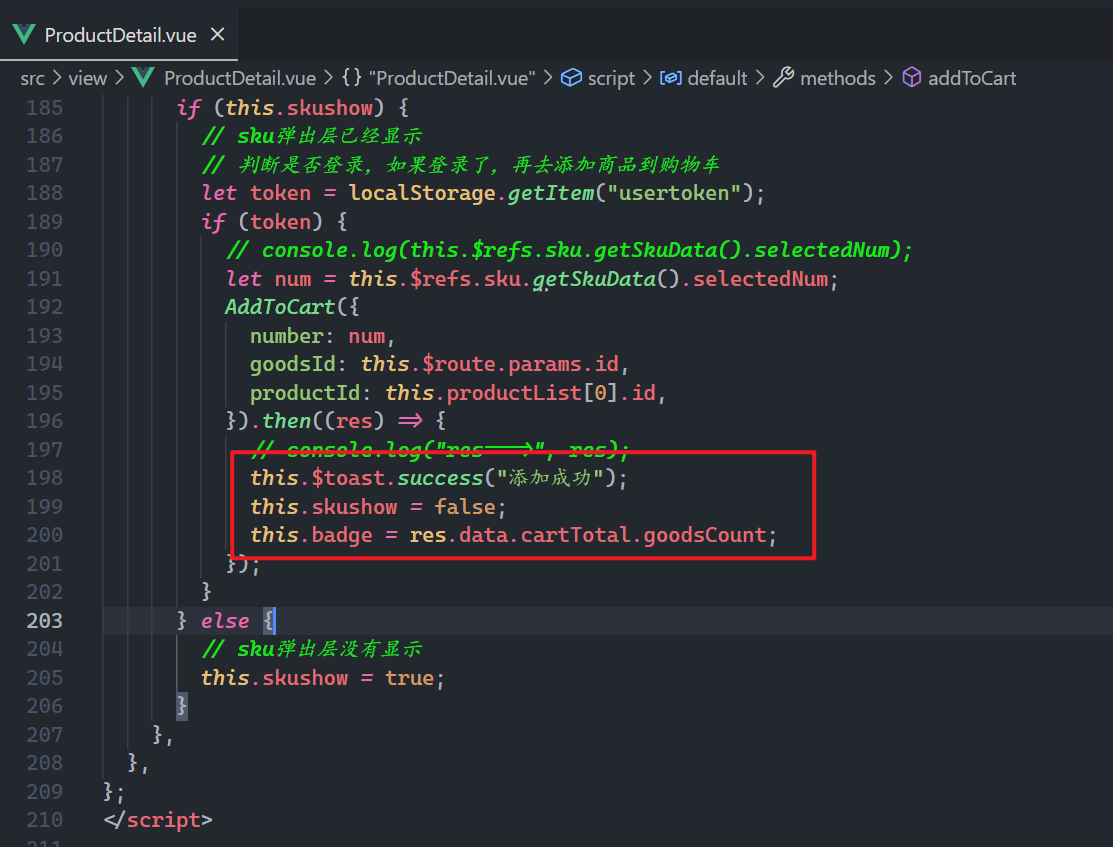 ProductDetail.vue ×
src > view > ProductDetail.vue > {} "ProductDetail.vue" > script > default > methods > addToCart
185 if (this.skushow) {
186 // sku弹出层已经显示
187 // 判断是否登录，如果登录了，再去添加商品到购物车
188 let token = localStorage.getItem("usertoken");
189 if (token) {
190 // console.log(this.$refs.sku.getSkuData().selectedNum);
191 let num = this.$refs.sku.getSkuData().selectedNum;
192 AddToCart({
193 number: num,
194 goodsId: this.$route.params.id,
195 productId: this.productList[0].id,
196 }).then((res) => {
197 // console.log("res===>", res);
198 this.$toast.success("添加成功");
199 this.skushow = false;
200 this.badge = res.data.cartTotal.goodsCount;
201 });
202 }
203 } else {
204 // sku弹出层没有显示
205 this.skushow = true;
206 }
207 },
208 },
209 };
210 </script>
211